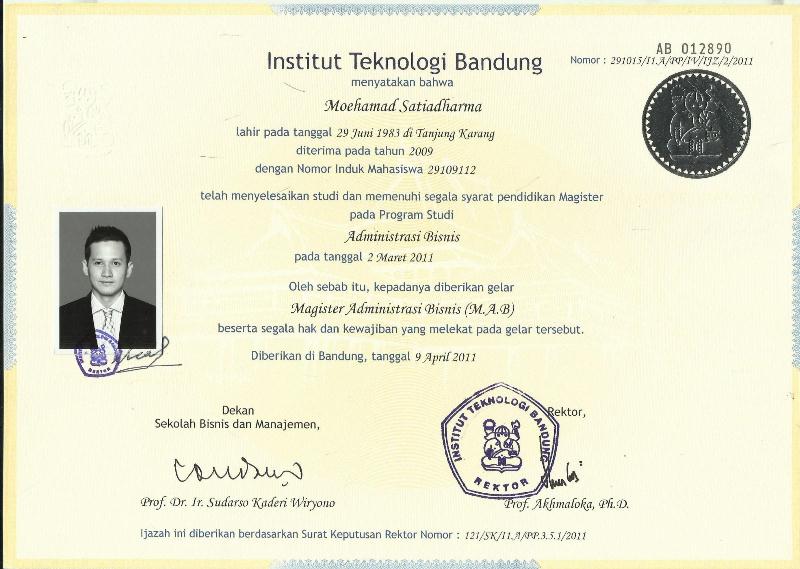 AB 012890
Institut Teknologi Bandung
Nomor : 291015/I1.A/PP/IV/IJZ/2/2011
menyatakan bahwa
Moehamad Satiadharma
lahir pada tanggal 29 Juni 1983 di Tanjung Karang
diterima pada tahun 2009
dengan Nomor Induk Mahasiswa 29109112
telah menyelesaikan studi dan memenuhi segala syarat pendidikan Magister
pada Program Studi
Administrasi Bisnis
pada tanggal 2 Maret 2011
Oleh sebab itu, kepadanya diberikan gelar
Magister Administrasi Bisnis (M.A.B)
beserta segala hak dan kewajiban yang melekat pada gelar tersebut.
Diberikan di Bandung, tanggal 9 April 2011
REKTOR
Dekan
Sekolah Bisnis dan Manajemen,
Rektor,
INSTITUT TEKNOLOGI BANDUNG
REKTOR
Prof. Dr. Ir. Sudarso Kaderi Wiryono
Prof. Akhmaloka, Ph.D.
Ijazah ini diberikan berdasarkan Surat Keputusan Rektor Nomor : 121/SK/I1.A/PP.3.5.1/2011